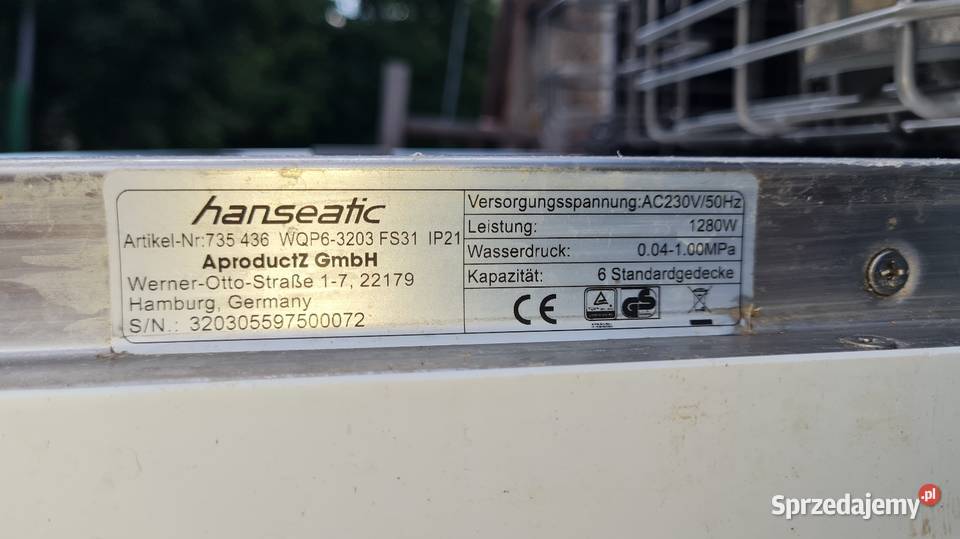 hanseatic
Artikel-Nr:735 436 WQP6-3203 FS31 IP21
AproductZ GmbH
Werner-Otto-Straße 1-7, 22179
Hamburg, Germany
S/N.: 320305597500072
Versorgungsspannung:AC230V/50Hz
Leistung: 1280W
Wasserdruck: 0.04-1.00MPa
Kapazität: 6 Standardgedecke
CE
GS
Sprzedajemy.pl